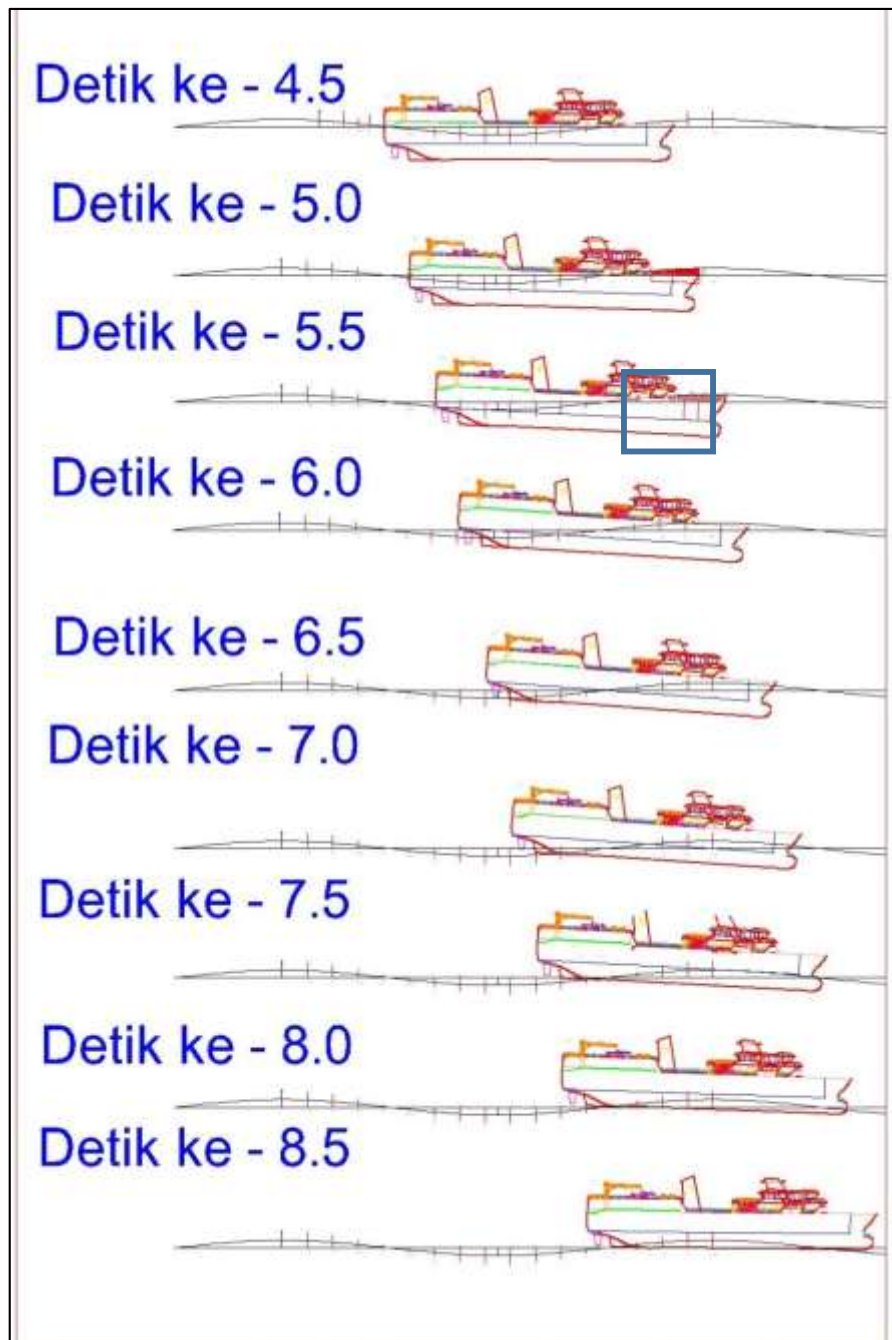 Detik ke - 4.5
Detik ke - 5.0
Detik ke - 5.5
Detik ke - 6.0
Detik ke - 6.5
Detik ke - 7.0
Detik ke - 7.5
Detik ke - 8.0
Detik ke - 8.5